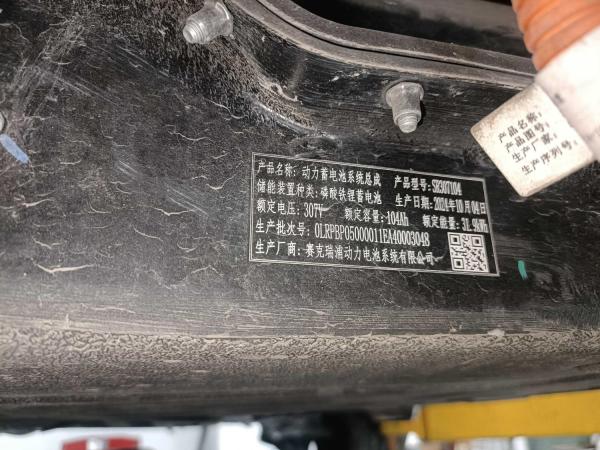 产品名称: 动力蓄电池系统总成 产品型号: SR307104
储能装置种类: 磷酸铁锂蓄电池 生产日期: 2024年10月04日
额定电压: 307V 额定容量: 104Ah 额定能量: 31.9kWh
生产批次号: 0LRPBP05000011EA40003048
生产厂商: 赛克瑞浦动力电池系统有限公司
产品名称:
产品图号:
生产厂家:
生产序列号: